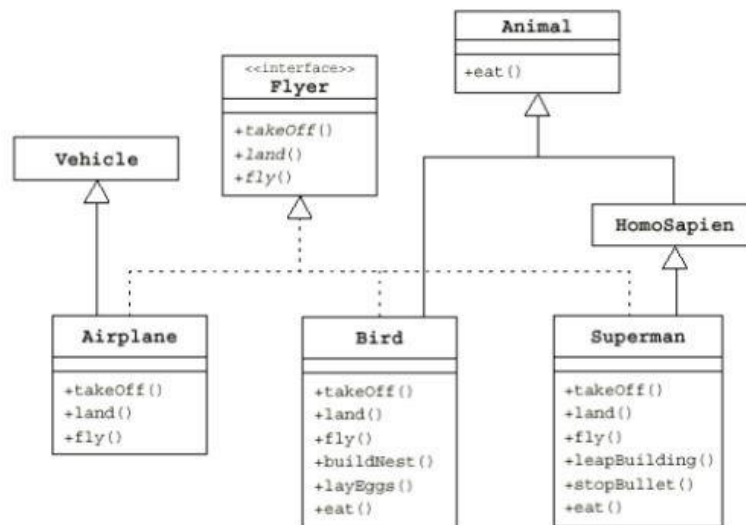 Animal
+eat()
<<interface>>
Flyer
+takeOff()
+land()
+fly()
Vehicle
HomoSapien
Airplane
+takeOff()
+land()
+fly()
Bird
+takeOff()
+land()
+fly()
+buildNest()
+layEggs()
+eat()
Superman
+takeOff()
+land()
+fly()
+leapBuilding()
+stopBullet()
+eat()